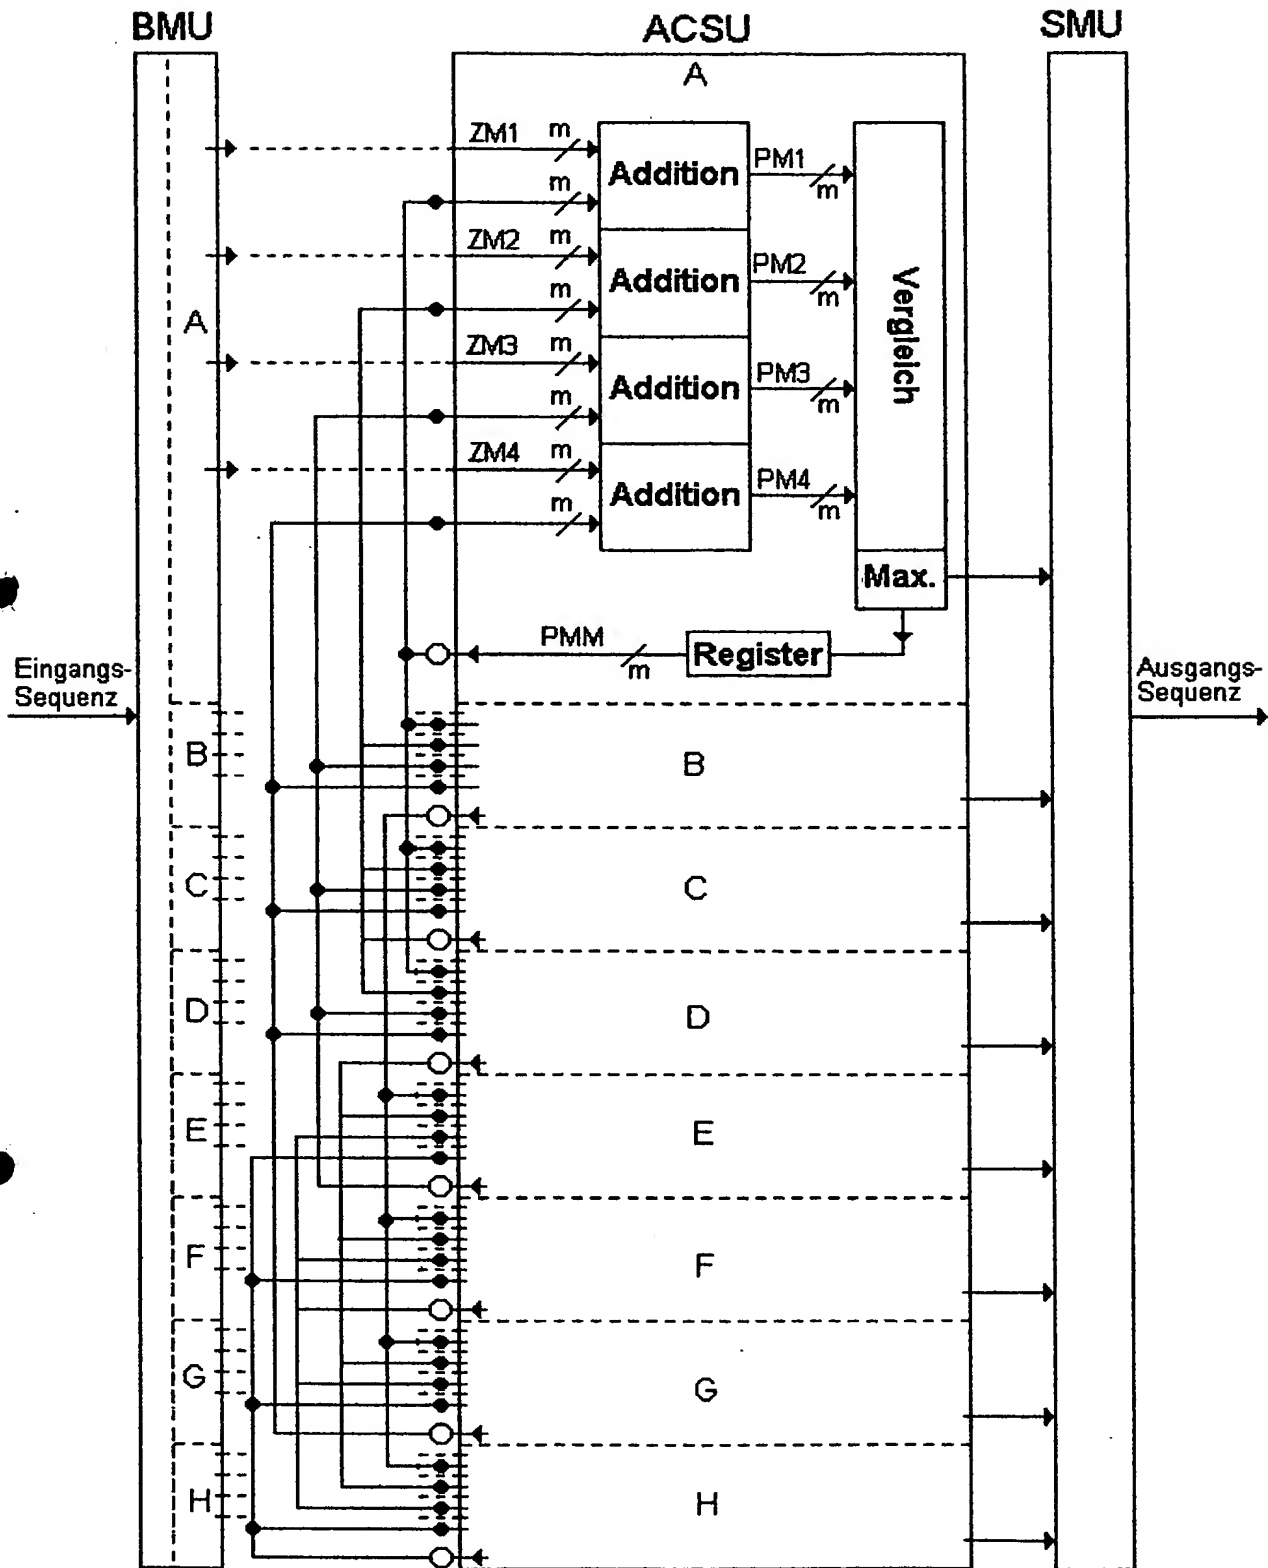 BMU
ACSU
SMU
A
ZM1 m
Addition
PM1
m
m
ZM2 m
Addition
PM2
m
m
A
Vergleich
ZM3 m
Addition
PM3
m
m
ZM4 m
Addition
PM4
m
m
Max.
PMM
m
Register
Eingangs-
Sequenz
Ausgangs-
Sequenz
B
B
C
C
D
D
E
E
F
F
G
G
H
H